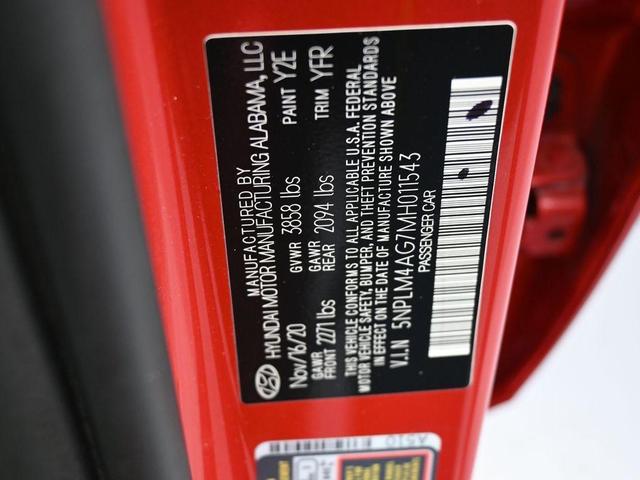 MANUFACTURED BY
HYUNDAI MOTOR MANUFACTURING ALABAMA, LLC
Nov/16/20 GVWR 3858 lbs PAINT Y2E
GAWR FRONT 2271 lbs GAWR REAR 2094 lbs TRIM YFR
THIS VEHICLE CONFORMS TO ALL APPLICABLE U.S.A. FEDERAL
MOTOR VEHICLE SAFETY, BUMPER, AND THEFT PREVENTION STANDARDS
IN EFFECT ON THE DATE OF MANUFACTURE SHOWN ABOVE
V.I.N 5NPLM4AG7MH011543
PASSENGER CAR
A510